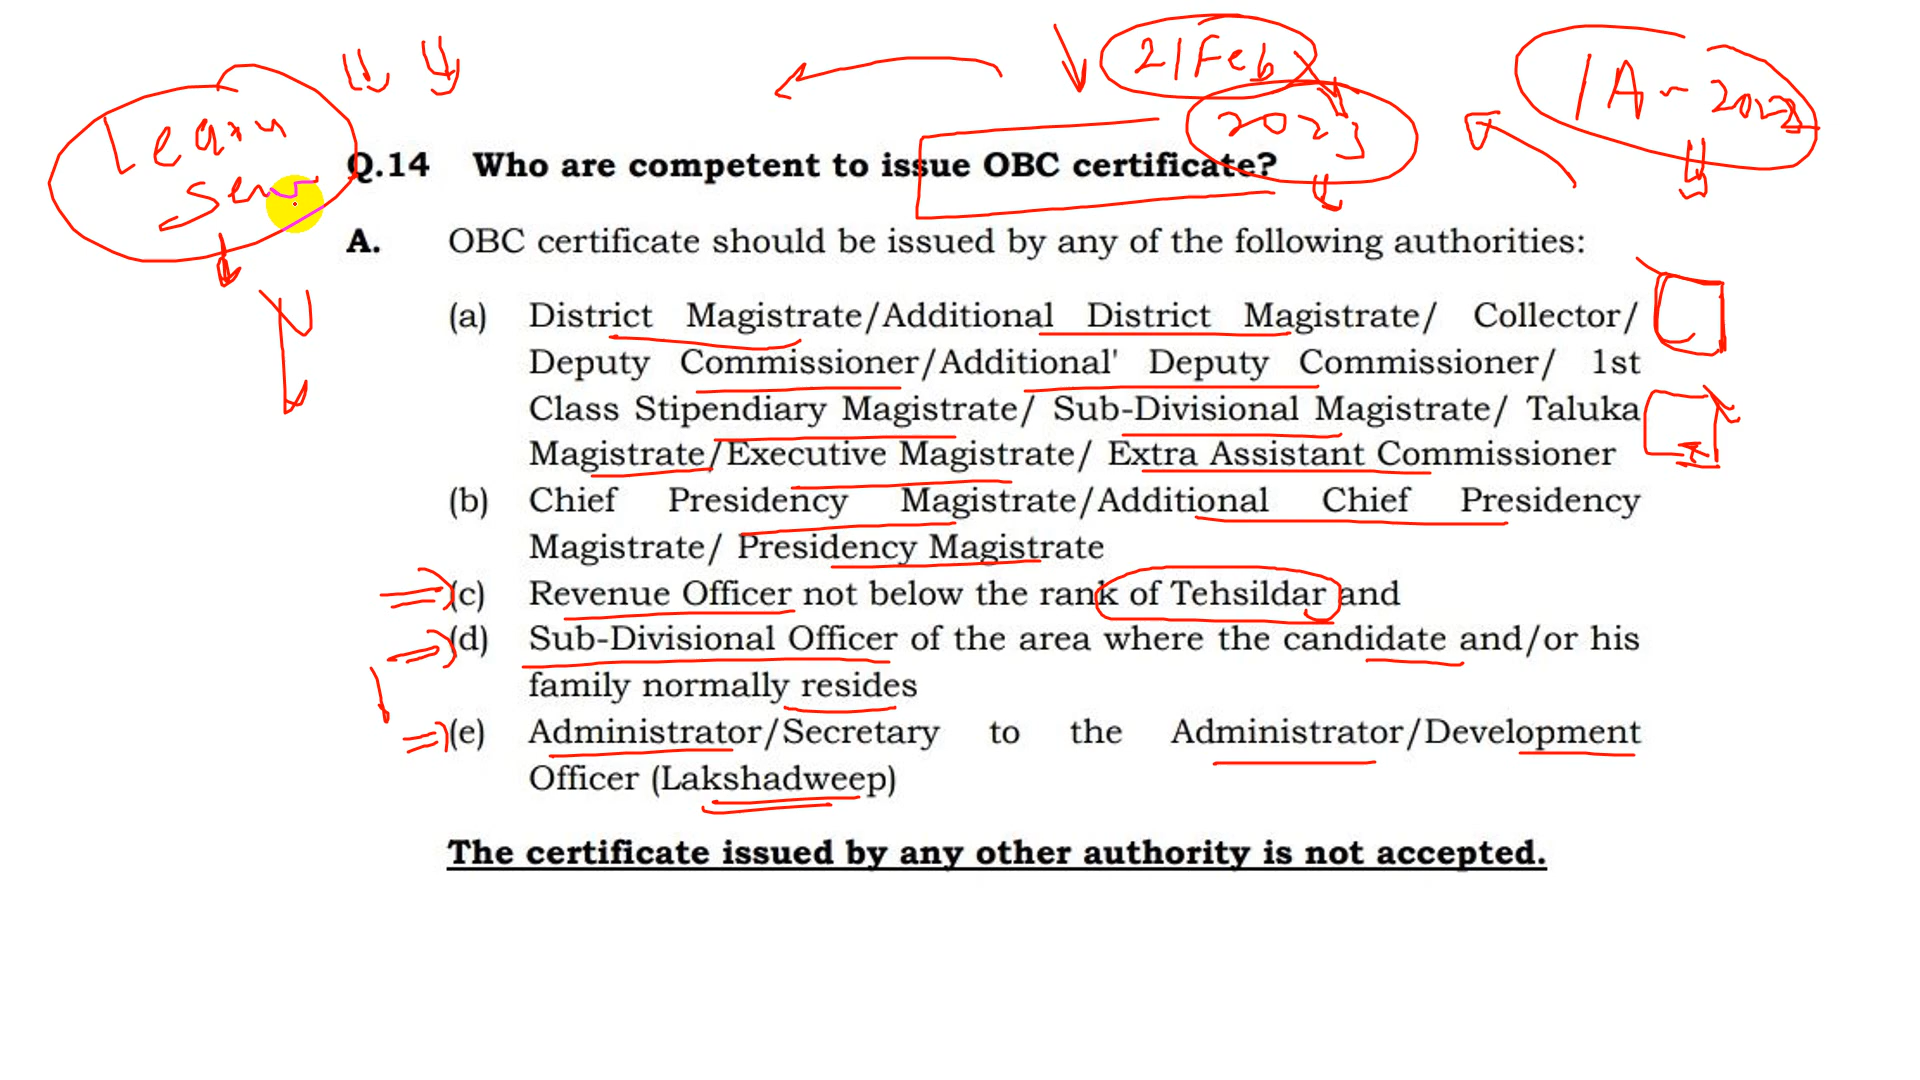 21 Feb
1 A - 2023
2023
Learn
Q.14 Who are competent to issue OBC certificate?
A. OBC certificate should be issued by any of the following authorities:
(a) District Magistrate/Additional District Magistrate/ Collector/
Deputy Commissioner/Additional' Deputy Commissioner/ 1st
Class Stipendiary Magistrate/ Sub-Divisional Magistrate/ Taluka
Magistrate/Executive Magistrate/ Extra Assistant Commissioner
(b) Chief Presidency Magistrate/Additional Chief Presidency
Magistrate/ Presidency Magistrate
(c) Revenue Officer not below the rank of Tehsildar and
(d) Sub-Divisional Officer of the area where the candidate and/or his
family normally resides
(e) Administrator/Secretary to the Administrator/Development
Officer (Lakshadweep)
The certificate issued by any other authority is not accepted.